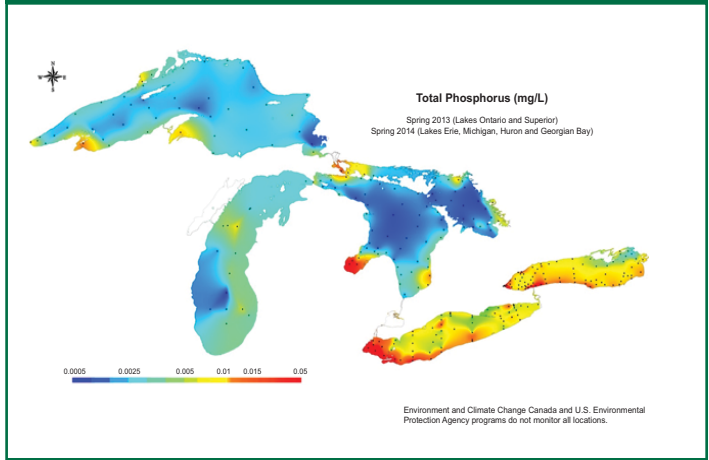 N
W E
S
Total Phosphorus (mg/L)
Spring 2013 (Lakes Ontario and Superior)
Spring 2014 (Lakes Erie, Michigan, Huron and Georgian Bay)
0.0005 0.0025 0.005 0.01 0.015 0.05
Environment and Climate Change Canada and U.S. Environmental
Protection Agency programs do not monitor all locations.